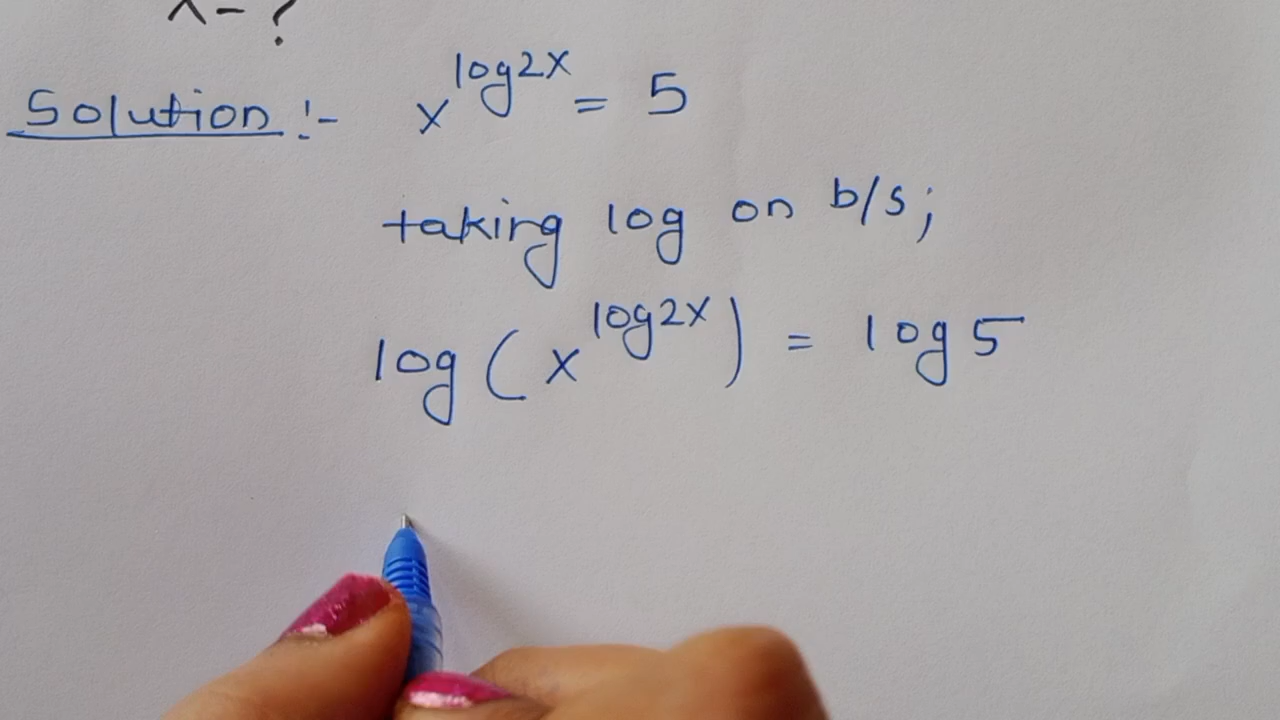 x = ?
Solution :- x^log2x = 5
taking log on b/s;
log (x^log2x) = log 5